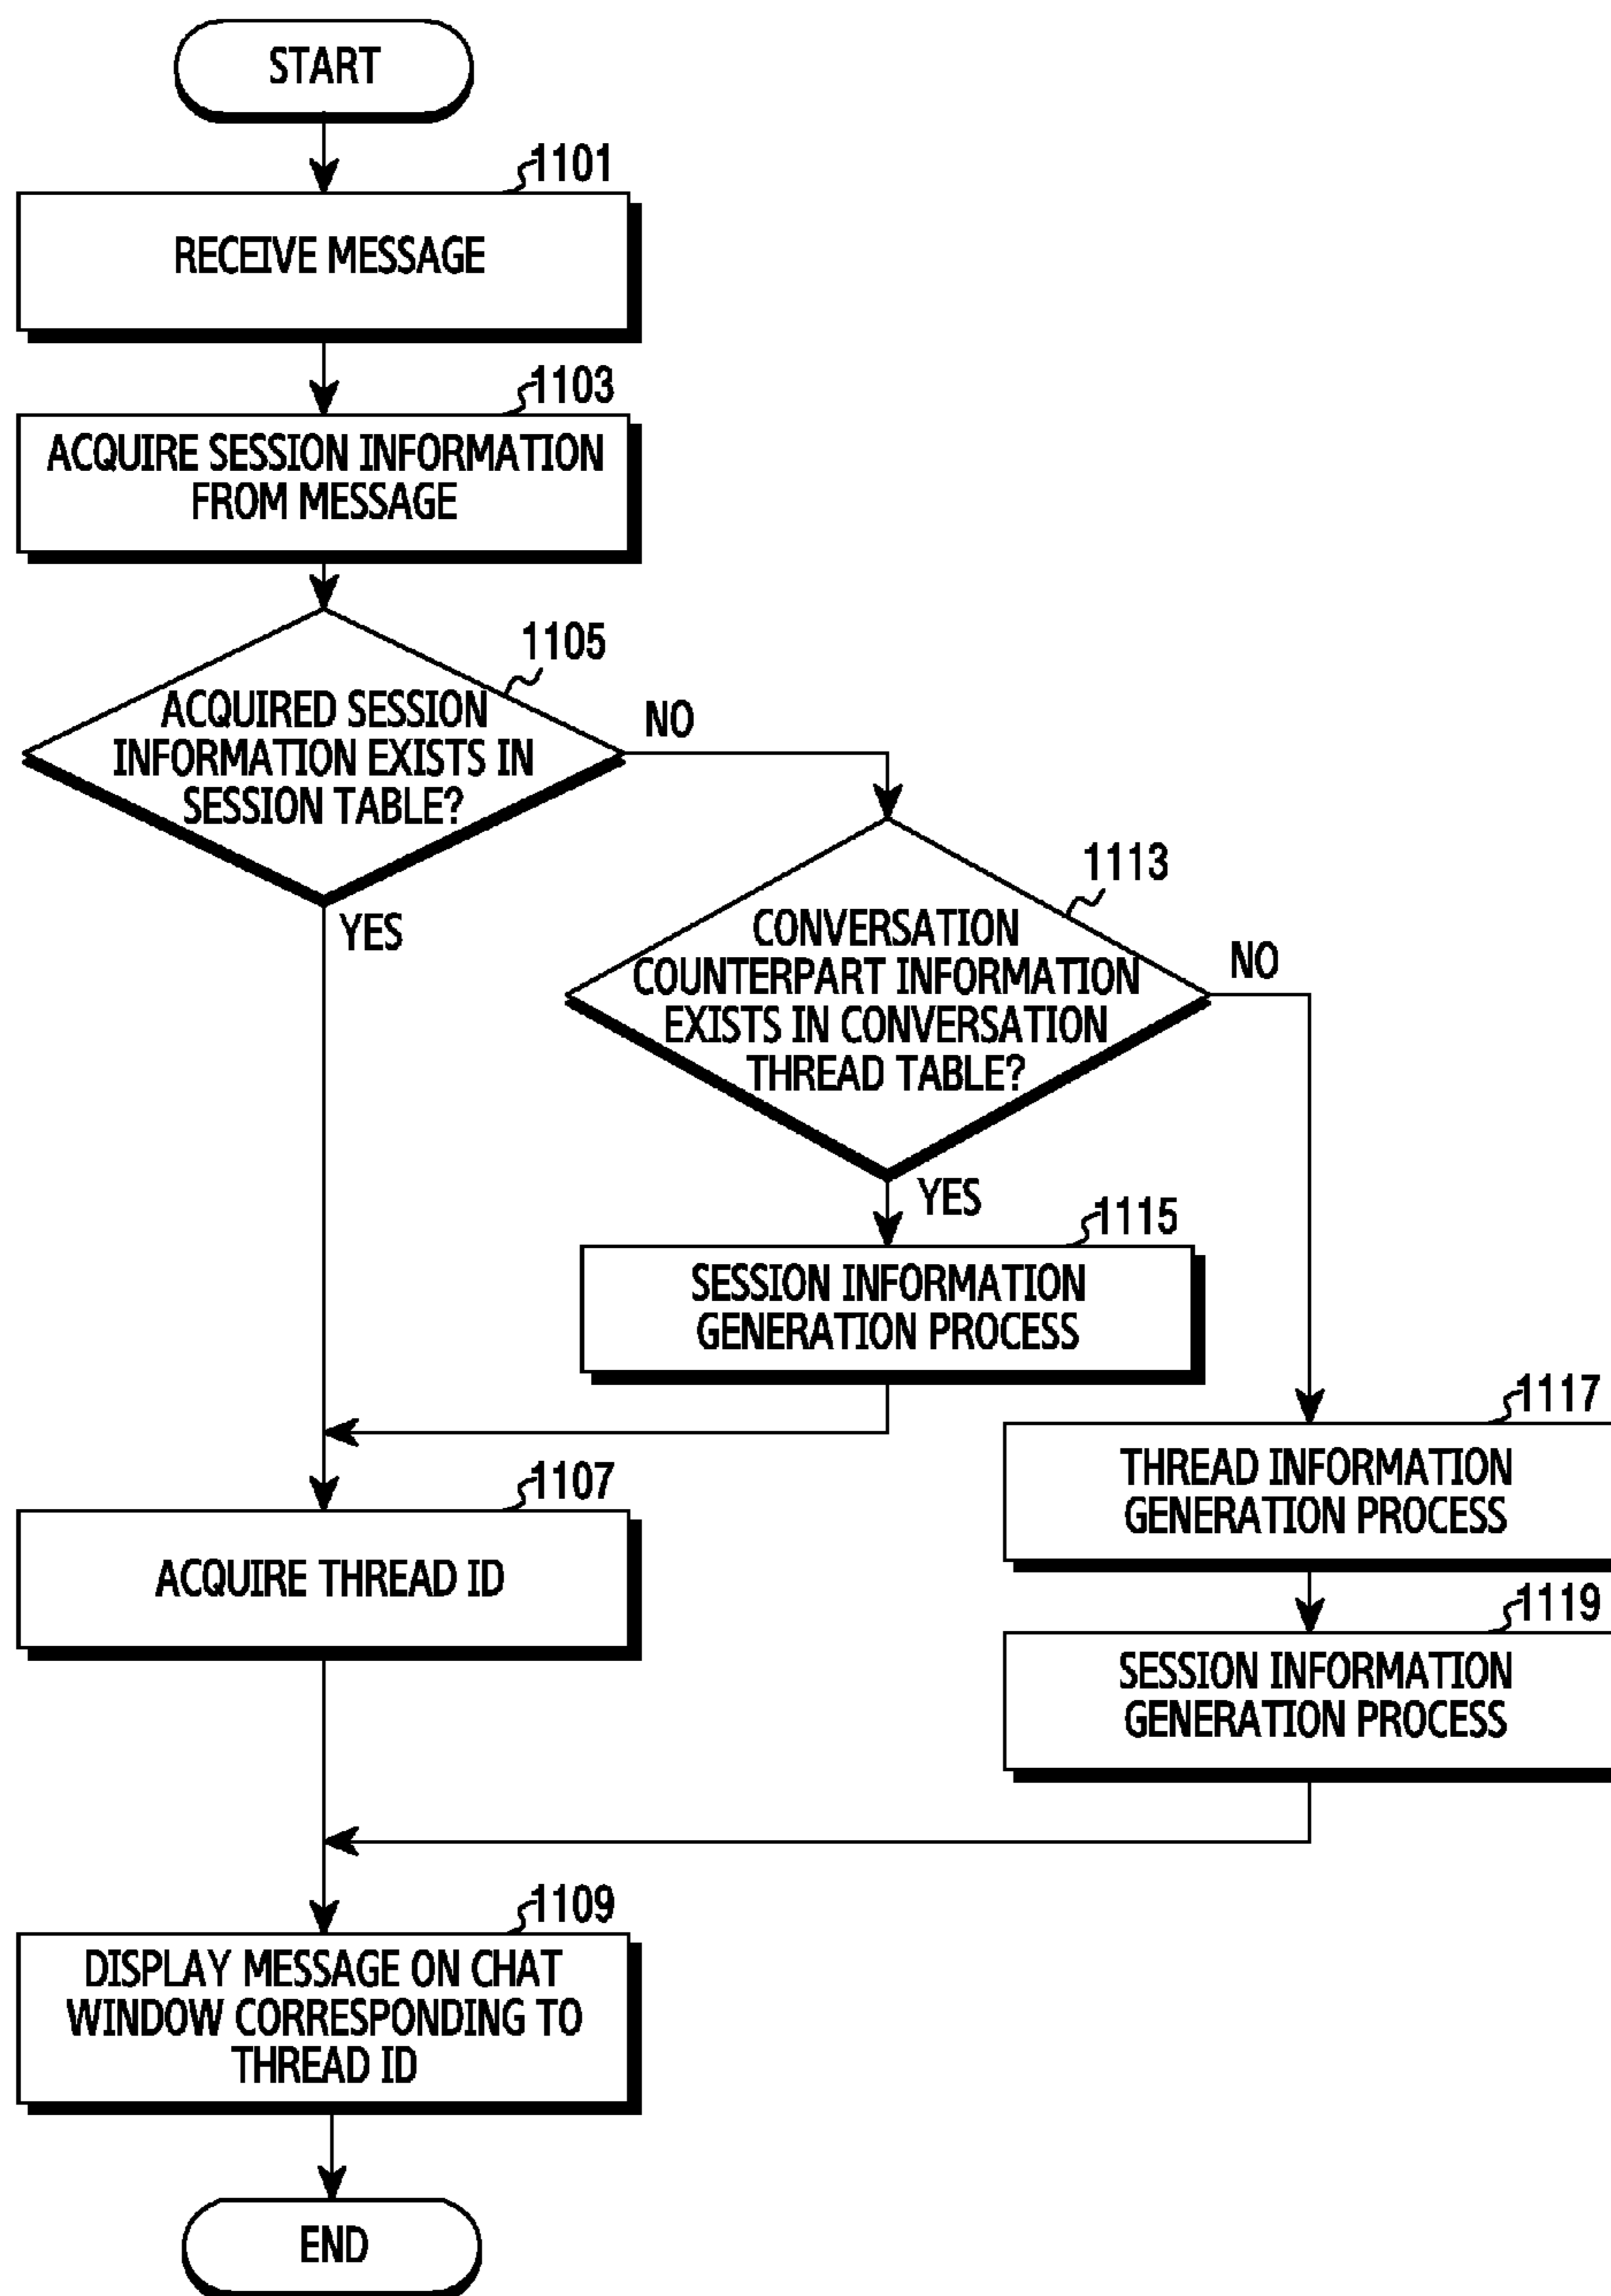 START
1101
RECEIVE MESSAGE
1103
ACQUIRE SESSION INFORMATION
FROM MESSAGE
1105
ACQUIRED SESSION
INFORMATION EXISTS IN
SESSION TABLE?
NO
YES
1113
CONVERSATION
COUNTERPART INFORMATION
EXISTS IN CONVERSATION
THREAD TABLE?
NO
YES
1115
SESSION INFORMATION
GENERATION PROCESS
1117
THREAD INFORMATION
GENERATION PROCESS
1107
ACQUIRE THREAD ID
1119
SESSION INFORMATION
GENERATION PROCESS
1109
DISPLAY MESSAGE ON CHAT
WINDOW CORRESPONDING TO
THREAD ID
END